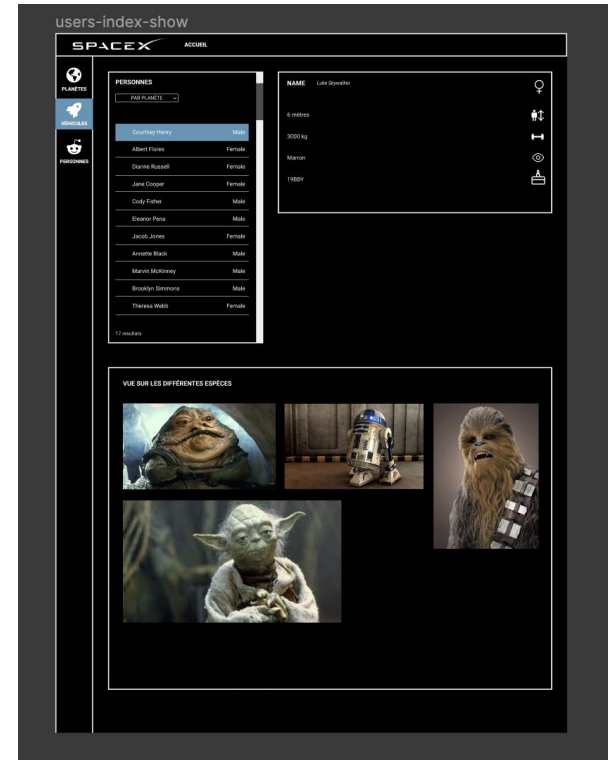 users-index-show
SPACEX
ACCUEIL
PLANÈTES
VÉHICULES
PERSONNES
PERSONNES
PAR PLANÈTE
Courtney Henry Male
Albert Flores Female
Dianne Russell Female
Jane Cooper Female
Cody Fisher Male
Eleanor Pena Male
Jacob Jones Female
Annette Black Male
Marvin McKinney Male
Brooklyn Simmons Male
Theresa Webb Female
17 resultats
NAME Luke Skywalker
6 mètres
3000 kg
Marron
19BBY
VUE SUR LES DIFFÉRENTES ESPÈCES